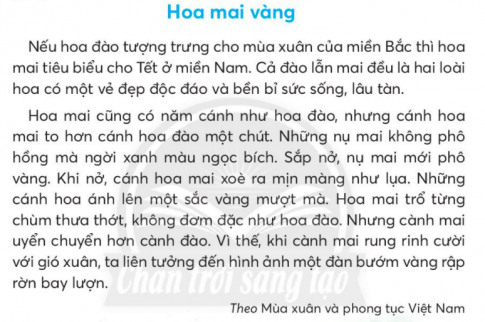 Hoa mai vàng
Nếu hoa đào tượng trưng cho mùa xuân của miền Bắc thì hoa
mai tiêu biểu cho Tết ở miền Nam. Cả đào lẫn mai đều là hai loài
hoa có một vẻ đẹp độc đáo và bền bỉ sức sống, lâu tàn.
Hoa mai cũng có năm cánh như hoa đào, nhưng cánh hoa
mai to hơn cánh hoa đào một chút. Những nụ mai không phô
hồng mà ngời xanh màu ngọc bích. Sắp nở, nụ mai mới phô
vàng. Khi nở, cánh hoa mai xoè ra mịn màng như lụa. Những
cánh hoa ánh lên một sắc vàng mượt mà. Hoa mai trổ từng
chùm thưa thớt, không đơm đặc như hoa đào. Nhưng cành mai
uyển chuyển hơn cành đào. Vì thế, khi cành mai rung rinh cười
với gió xuân, ta liên tưởng đến hình ảnh một đàn bướm vàng rập
rờn bay lượn.
Chân trời sáng tạo
Theo Mùa xuân và phong tục Việt Nam